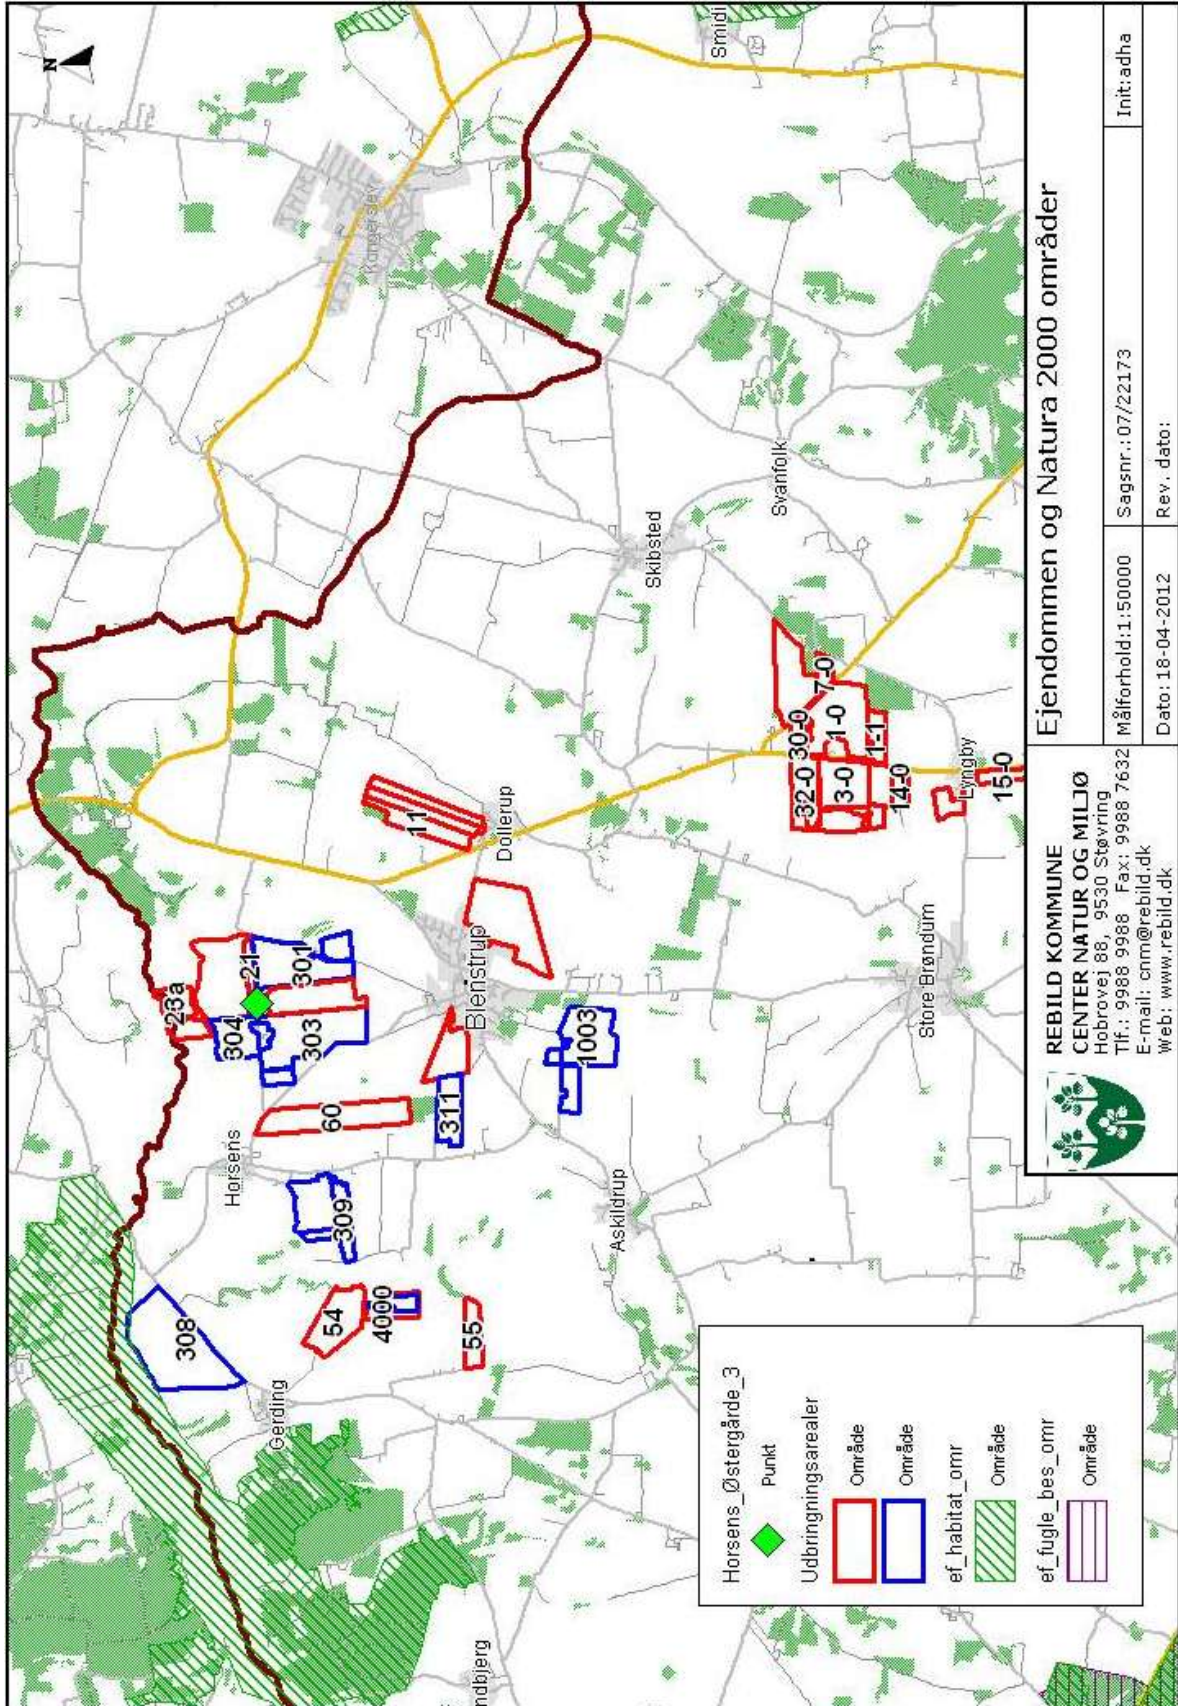 N
Smidi
Kongerslev
Svanfolk
Skibsted
7-0
30-0
1-0
1-1
32-0
3-0
14-0
Lyngby
15-0
11
Dollerup
Blenstrup
Store Brøndum
23a
21
301
304
303
1003
60
311
Horsens
309
Askildrup
308
54
4000
55
Gerding
ndbjerg
Horsens_Østergårde_3
Punkt
Udbringningsarealer
Område
Område
ef_habitat_omr
Område
ef_fugle_bes_omr
Område
REBILD KOMMUNE
CENTER NATUR OG MILJØ
Hobrovej 88, 9530 Støvring
Tlf.: 9988 9988 Fax: 9988 7632
E-mail: cnm@rebild.dk
Web: www.rebild.dk
Ejendommen og Natura 2000 områder
Målforhold:1:50000
Sagsnr.: 07/22173
Init:adha
Dato: 18-04-2012
Rev. dato: